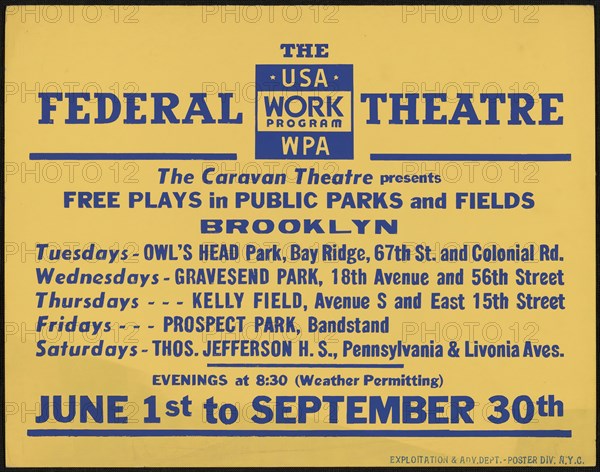 THE
FEDERAL THEATRE
USA
WORK
PROGRAM
WPA
The Caravan Theatre presents
FREE PLAYS in PUBLIC PARKS and FIELDS
BROOKLYN
Tuesdays - OWL'S HEAD Park, Bay Ridge, 67th St. and Colonial Rd.
Wednesdays - GRAVESEND PARK, 18th Avenue and 56th Street
Thursdays - - - KELLY FIELD, Avenue S and East 15th Street
Fridays - - - PROSPECT PARK, Bandstand
Saturdays - THOS. JEFFERSON H. S., Pennsylvania & Livonia Aves.
EVENINGS at 8:30 (Weather Permitting)
JUNE 1st to SEPTEMBER 30th
EXPLOITATION & ADV. DEPT. - POSTER DIV. N.Y.C.
PHOTO 12